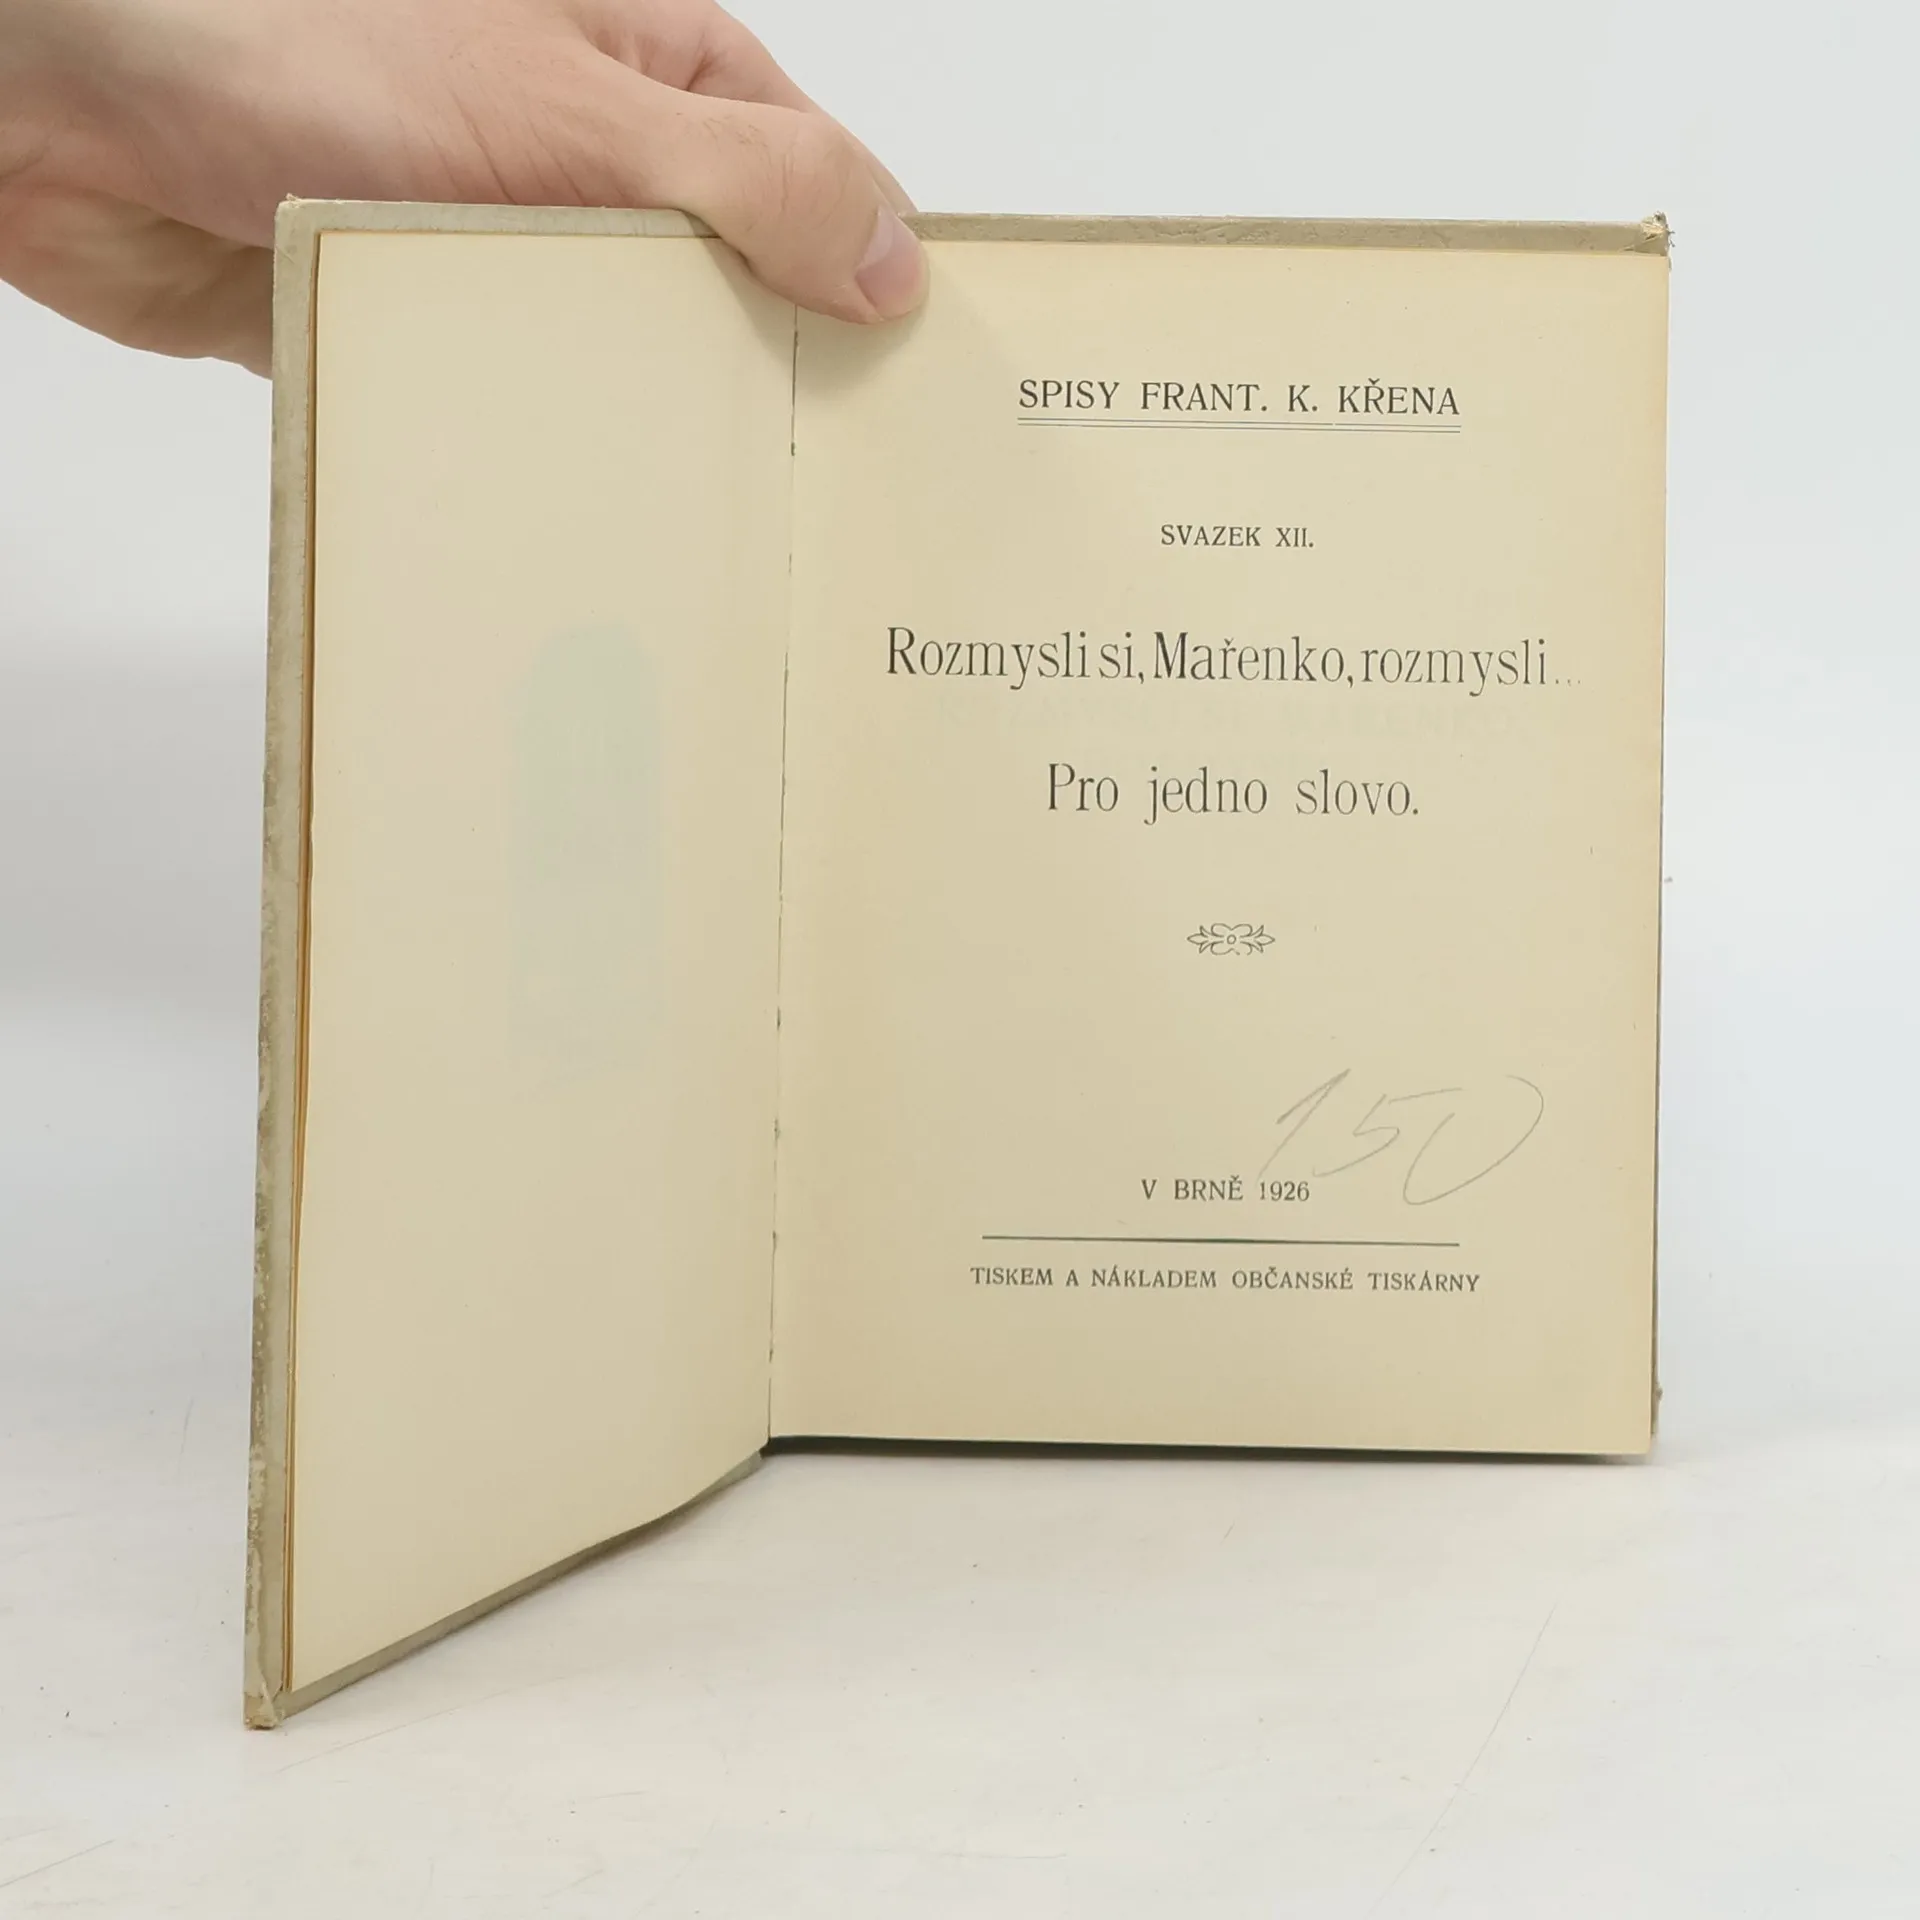 SPISY FRANT. K. KŘENA
SVAZEK XII.
Rozmysli si, Mařenko, rozmysli...
Pro jedno slovo.
150
V BRNĚ 1926
TISKEM A NÁKLADEM OBČANSKÉ TISKÁRNY